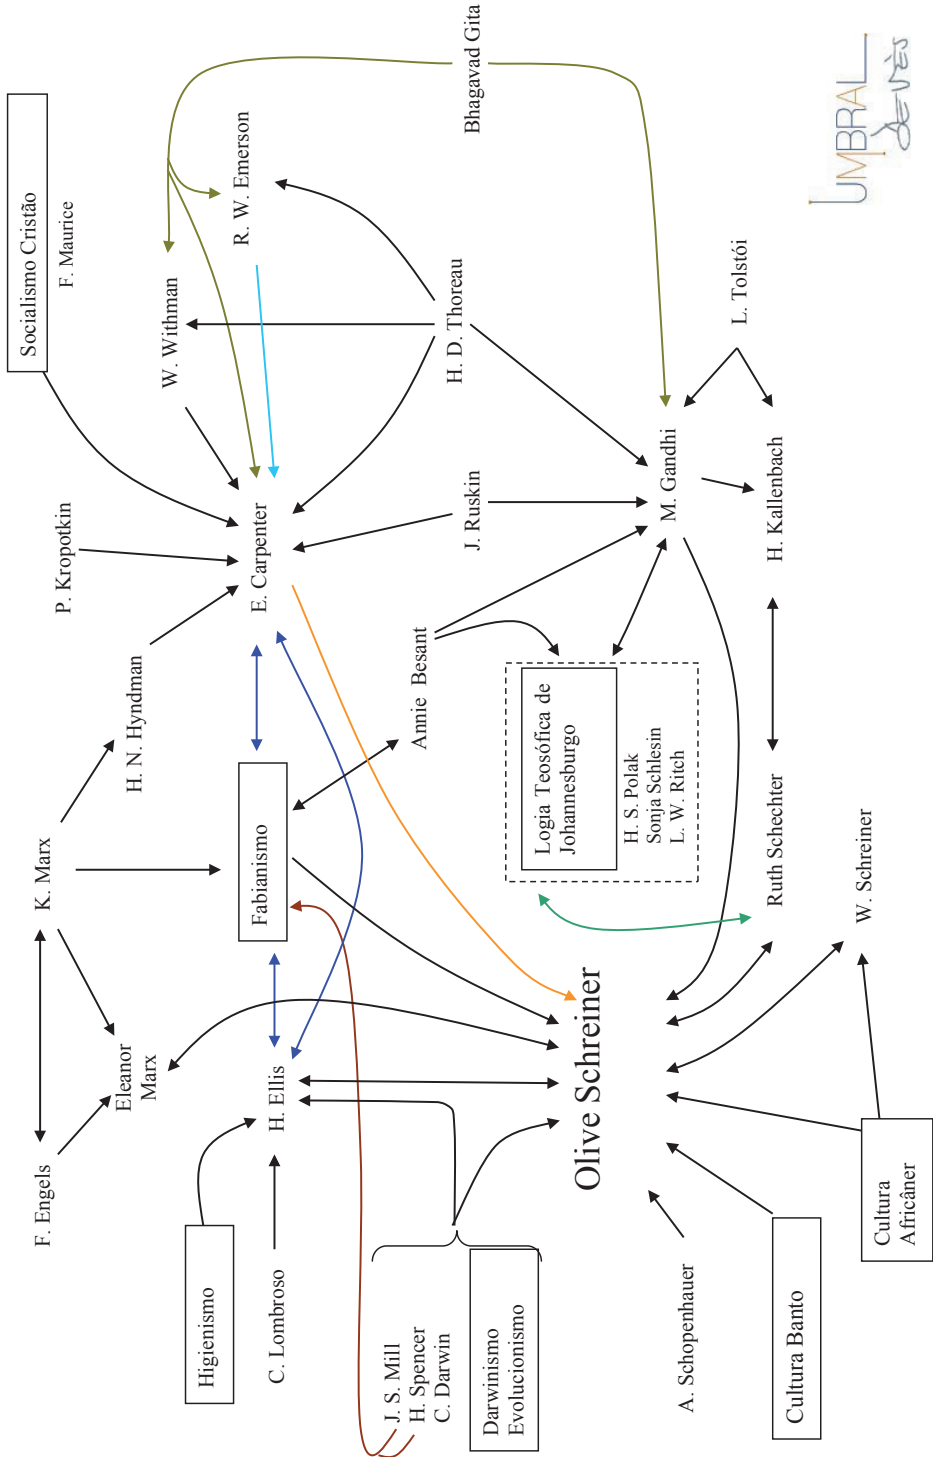 Socialismo Cristão
F. Engels
K. Marx
P. Kropotkin
F. Maurice
Eleanor
Marx
H. N. Hyndman
W. Withman
Higienismo
R. W. Emerson
Fabianismo
E. Carpenter
C. Lombroso
H. Ellis
J. S. Mill
H. Spencer
C. Darwin
Annie Besant
H. D. Thoreau
J. Ruskin
Bhagavad Gita
Darwinismo
Evolucionismo
Logia Teosófica de
Johannesburgo
H. S. Polak
Sonja Schlesin
L. W. Ritch
Olive Schreiner
M. Gandhi
A. Schopenhauer
L. Tolstói
Ruth Schechter
H. Kallenbach
Cultura Banto
W. Schreiner
Cultura
Africâner
UMBRAL
DEVÈS